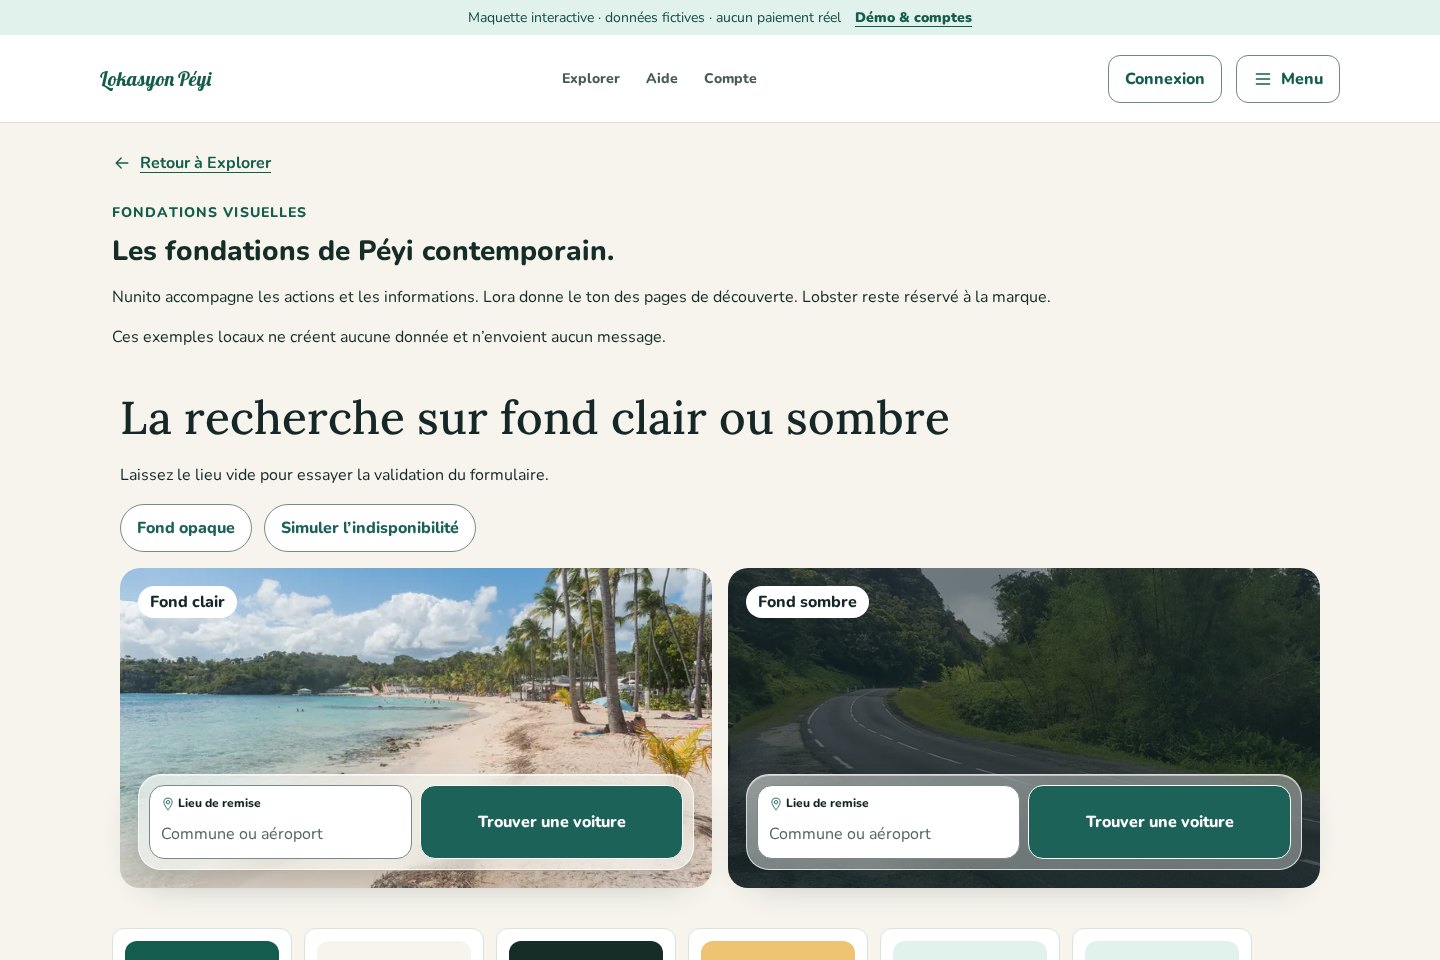 Maquette interactive · données fictives · aucun paiement réel Démo & comptes
Lokasyon Péyi
Explorer Aide Compte
Connexion
Menu
Retour à Explorer
FONDATIONS VISUELLES
Les fondations de Péyi contemporain.
Nunito accompagne les actions et les informations. Lora donne le ton des pages de découverte. Lobster reste réservé à la marque.
Ces exemples locaux ne créent aucune donnée et n’envoient aucun message.
La recherche sur fond clair ou sombre
Laissez le lieu vide pour essayer la validation du formulaire.
Fond opaque
Simuler l’indisponibilité
Fond clair
Lieu de remise
Commune ou aéroport
Trouver une voiture
Fond sombre
Lieu de remise
Commune ou aéroport
Trouver une voiture